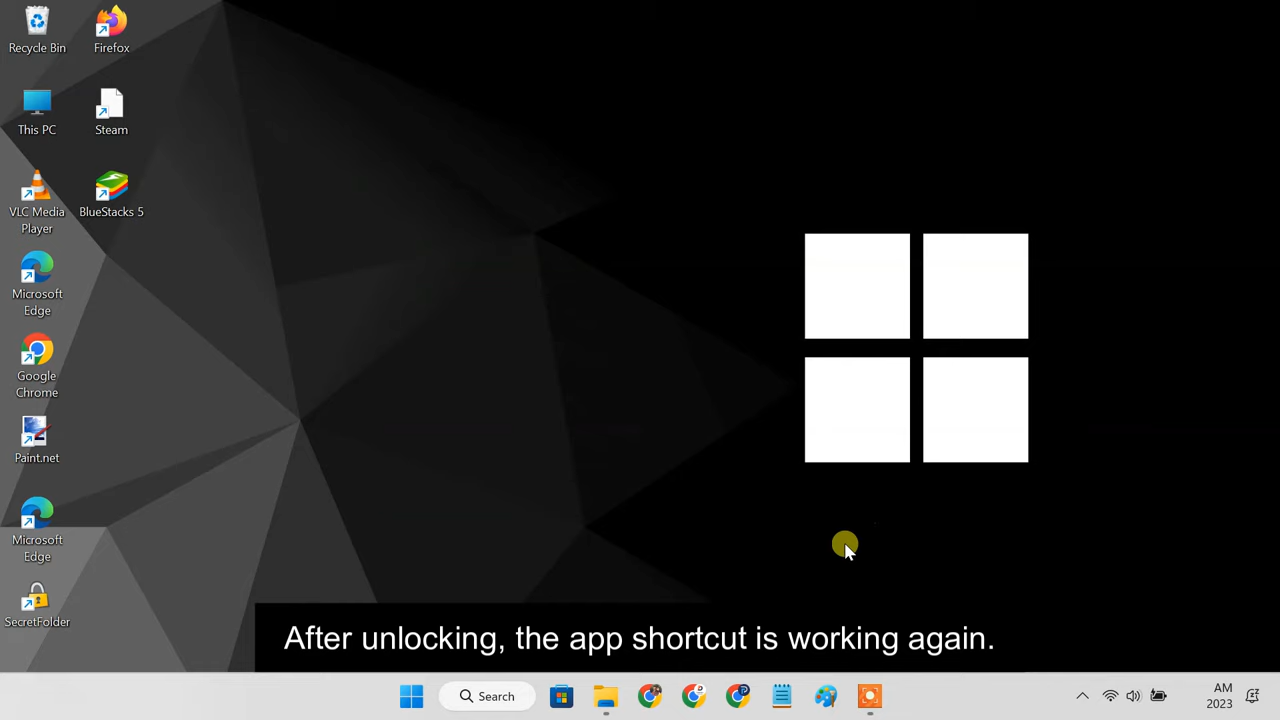 Recycle Bin
Firefox
This PC
Steam
VLC Media
Player
BlueStacks 5
Microsoft
Edge
Google
Chrome
Paint.net
Microsoft
Edge
SecretFolder
After unlocking, the app shortcut is working again.
Search
AM
2023